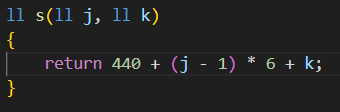 ll s(ll j, ll k)
{
    return 440 + (j - 1) * 6 + k;
}